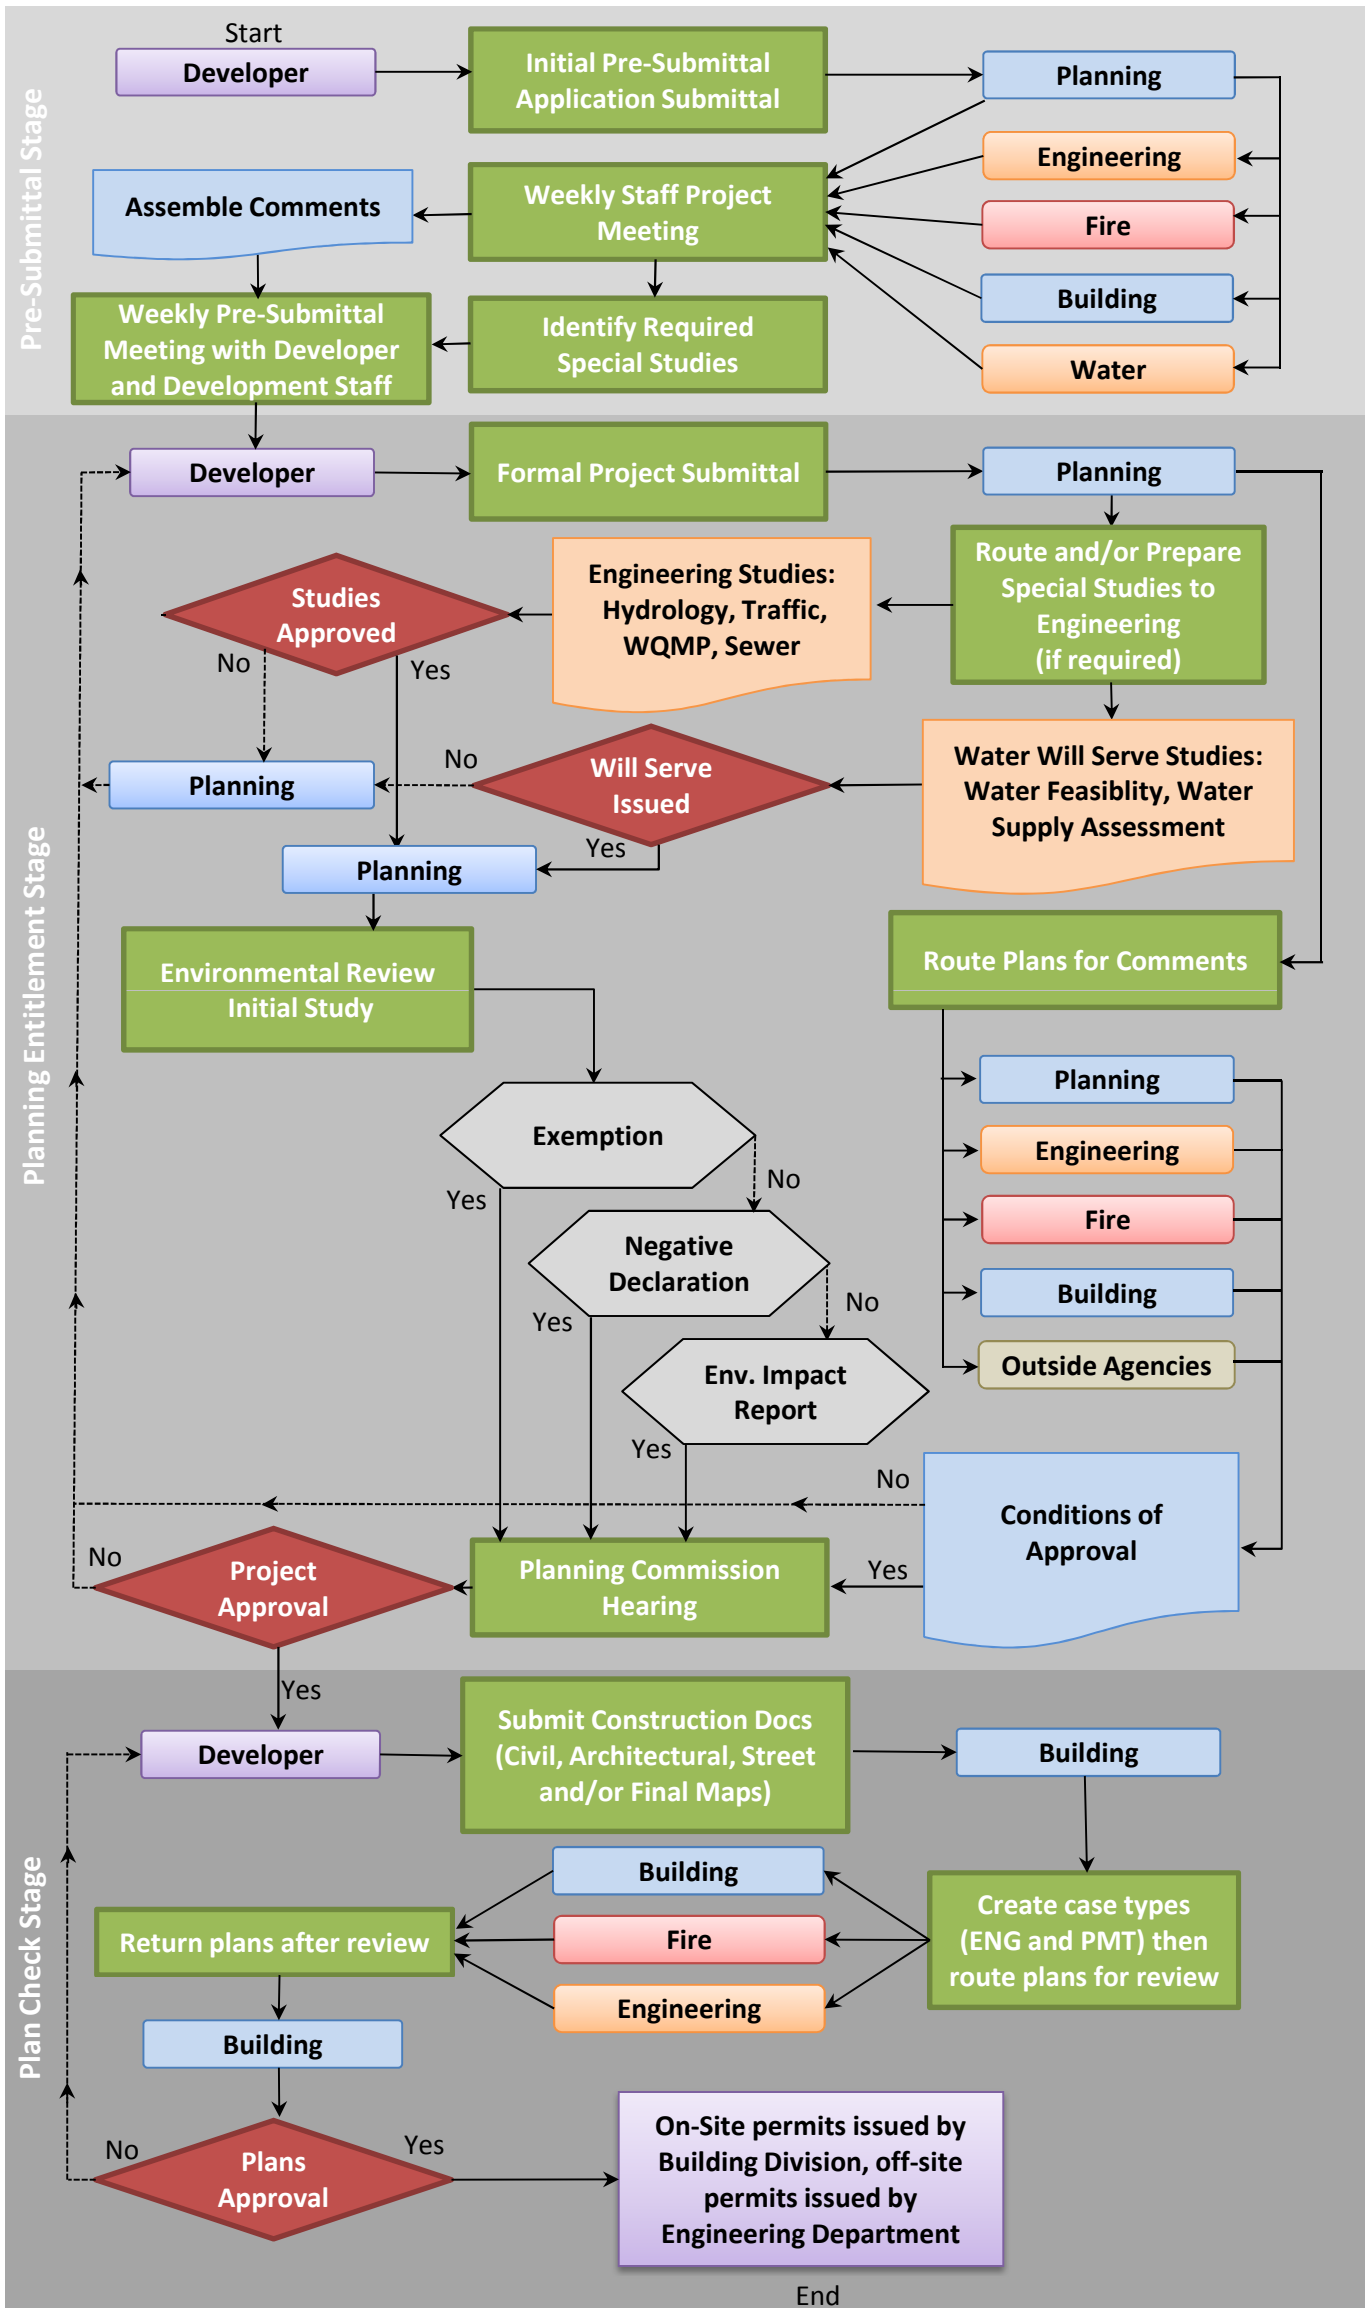 Start
Developer
Initial Pre-Submittal
Application Submittal
Planning
Engineering
Fire
Building
Water
Weekly Staff Project
Meeting
Assemble Comments
Identify Required
Special Studies
Weekly Pre-Submittal
Meeting with Developer
and Development Staff
Pre-Submittal Stage
Developer
Formal Project Submittal
Planning
Route and/or Prepare
Special Studies to
Engineering
(if required)
Engineering Studies:
Hydrology, Traffic,
WQMP, Sewer
Studies
Approved
No
Yes
Water Will Serve Studies:
Water Feasiblity, Water
Supply Assessment
Will Serve
Issued
No
Yes
Planning
Planning
Environmental Review
Initial Study
Route Plans for Comments
Planning
Engineering
Fire
Building
Outside Agencies
Exemption
Yes
No
Negative
Declaration
Yes
No
Env. Impact
Report
Yes
Conditions of
Approval
No
Yes
Planning Commission
Hearing
Project
Approval
No
Yes
Planning Entitlement Stage
Developer
Submit Construction Docs
(Civil, Architectural, Street
and/or Final Maps)
Building
Create case types
(ENG and PMT) then
route plans for review
Building
Fire
Engineering
Return plans after review
Building
Plans
Approval
No
Yes
On-Site permits issued by
Building Division, off-site
permits issued by
Engineering Department
Plan Check Stage
End